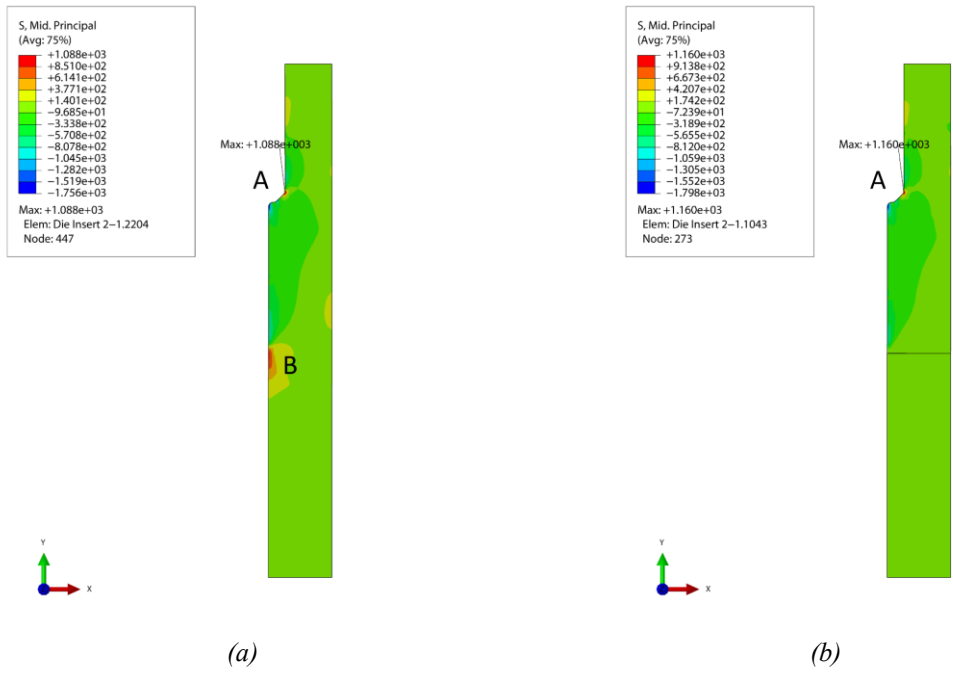 S, Mid. Principal
(Avg: 75%)
+1.088e+03
+8.510e+02
+6.141e+02
+3.771e+02
+1.401e+02
−9.685e+01
−3.338e+02
−5.708e+02
−8.078e+02
−1.045e+03
−1.282e+03
−1.519e+03
−1.756e+03
Max: +1.088e+03
Elem: Die Insert 2−1.2204
Node: 447
Max: +1.088e+003
A
B
Y
X
(a)
S, Mid. Principal
(Avg: 75%)
+1.160e+03
+9.138e+02
+6.673e+02
+4.207e+02
+1.742e+02
−7.239e+01
−3.189e+02
−5.655e+02
−8.120e+02
−1.059e+03
−1.305e+03
−1.552e+03
−1.798e+03
Max: +1.160e+03
Elem: Die Insert 2−1.1043
Node: 273
Max: +1.160e+003
A
Y
X
(b)